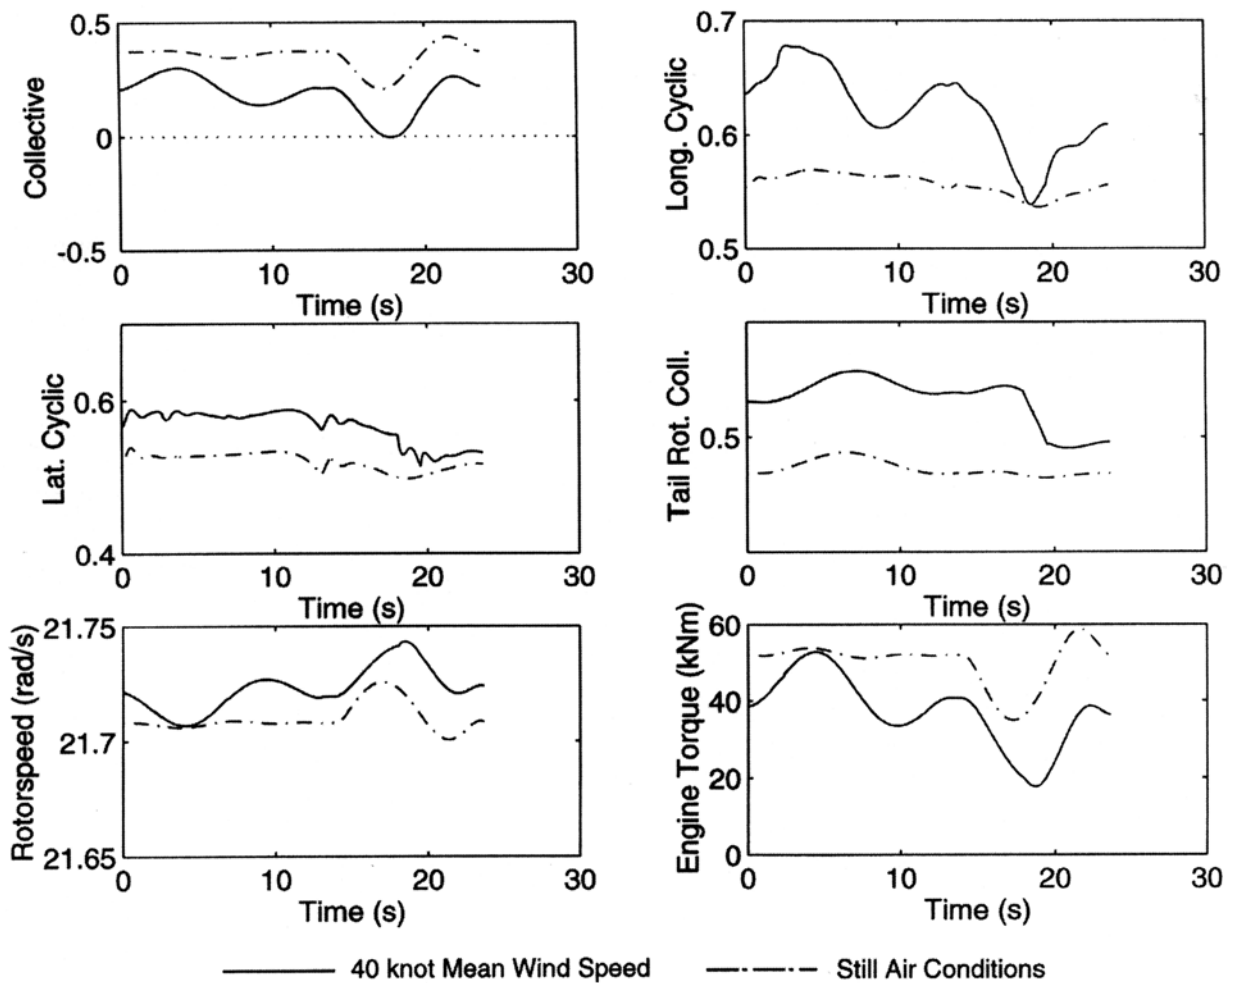 0.5
0
-0.5
Collective
0 10 20 30
Time (s)
0.7
0.6
0.5
Long. Cyclic
0 10 20 30
Time (s)
0.6
0.4
Lat. Cyclic
0 10 20 30
Time (s)
0.5
Tail Rot. Coll.
0 10 20 30
Time (s)
21.75
21.7
21.65
Rotorspeed (rad/s)
0 10 20 30
Time (s)
60
40
20
0
Engine Torque (kNm)
0 10 20 30
Time (s)
40 knot Mean Wind Speed
Still Air Conditions